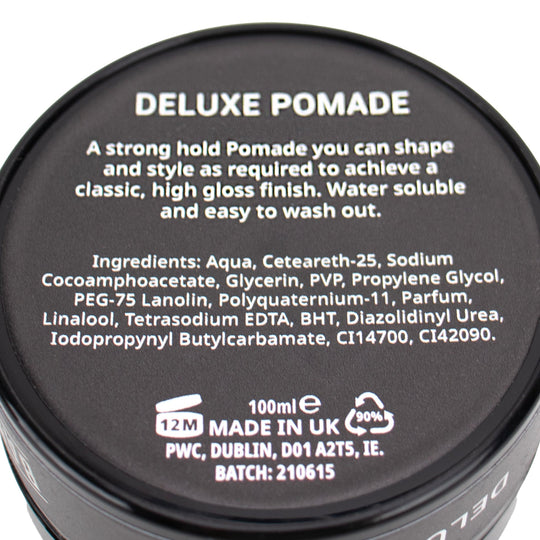 DELUXE POMADE
A strong hold Pomade you can shape
and style as required to achieve a
classic, high gloss finish. Water soluble
and easy to wash out.
Ingredients: Aqua, Ceteareth-25, Sodium
Cocoamphoacetate, Glycerin, PVP, Propylene Glycol,
PEG-75 Lanolin, Polyquaternium-11, Parfum,
Linalool, Tetrasodium EDTA, BHT, Diazolidinyl Urea,
Iodopropynyl Butylcarbamate, CI14700, CI42090.
12M
100ml e
MADE IN UK
90%
PWC, DUBLIN, D01 A2T5, IE.
BATCH: 210615
DELU